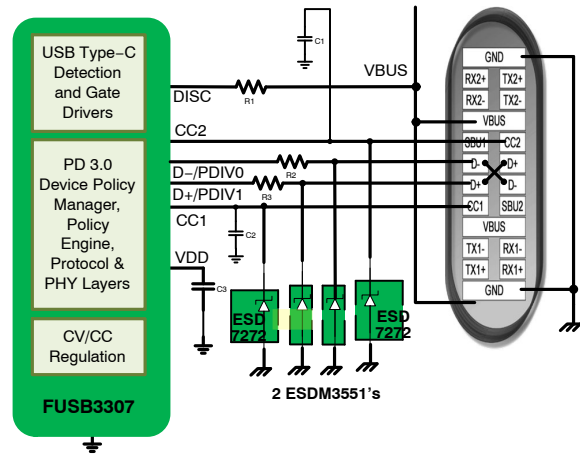 USB Type-C
Detection
and Gate
Drivers
PD 3.0
Device Policy
Manager,
Policy
Engine,
Protocol &
PHY Layers
CV/CC
Regulation
FUSB3307
DISC
CC2
D-/PDIV0
D+/PDIV1
CC1
VDD
C1
R1
R2
R3
C2
C3
VBUS
ESD
7272
ESD
7272
2 ESDM3551's
GND
RX2+ TX2+
RX2- TX2-
VBUS
SBU1 CC2
D- D+
D+ D-
CC1 SBU2
VBUS
TX1- RX1-
TX1+ RX1+
GND